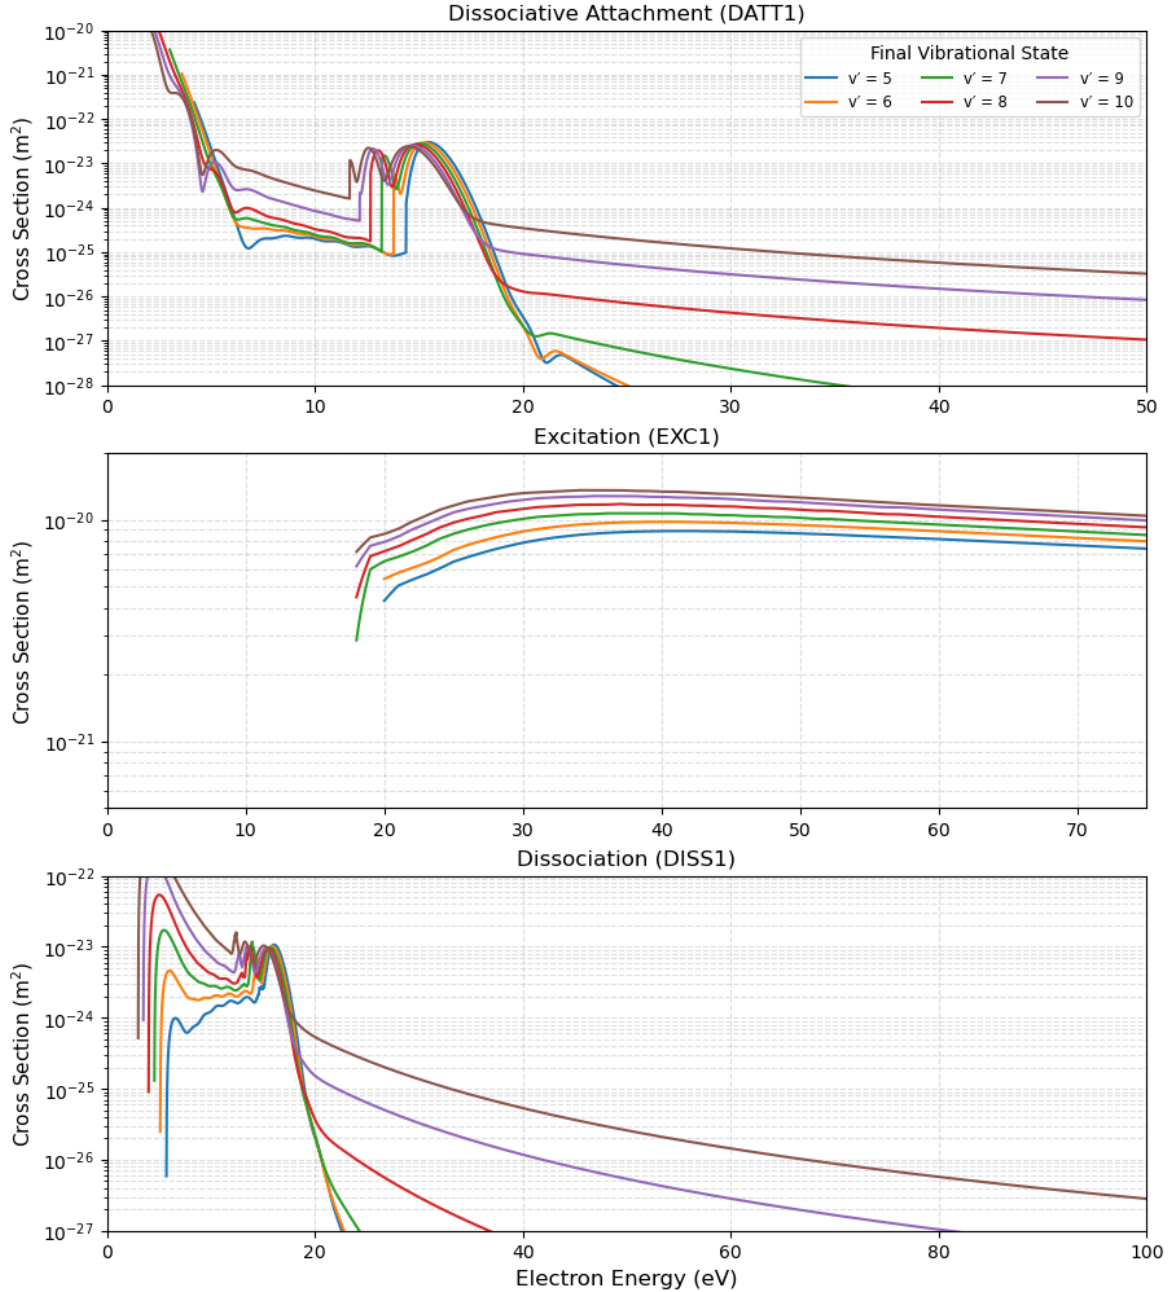 Dissociative Attachment (DATT1)
Cross Section (m²)
10⁻²⁰
10⁻²¹
10⁻²²
10⁻²³
10⁻²⁴
10⁻²⁵
10⁻²⁶
10⁻²⁷
10⁻²⁸
Final Vibrational State
v′ = 5 v′ = 7 v′ = 9
v′ = 6 v′ = 8 v′ = 10
0 10 20 30 40 50
Excitation (EXC1)
Cross Section (m²)
10⁻²⁰
10⁻²¹
0 10 20 30 40 50 60 70
Dissociation (DISS1)
Cross Section (m²)
10⁻²²
10⁻²³
10⁻²⁴
10⁻²⁵
10⁻²⁶
10⁻²⁷
0 20 40 60 80 100
Electron Energy (eV)